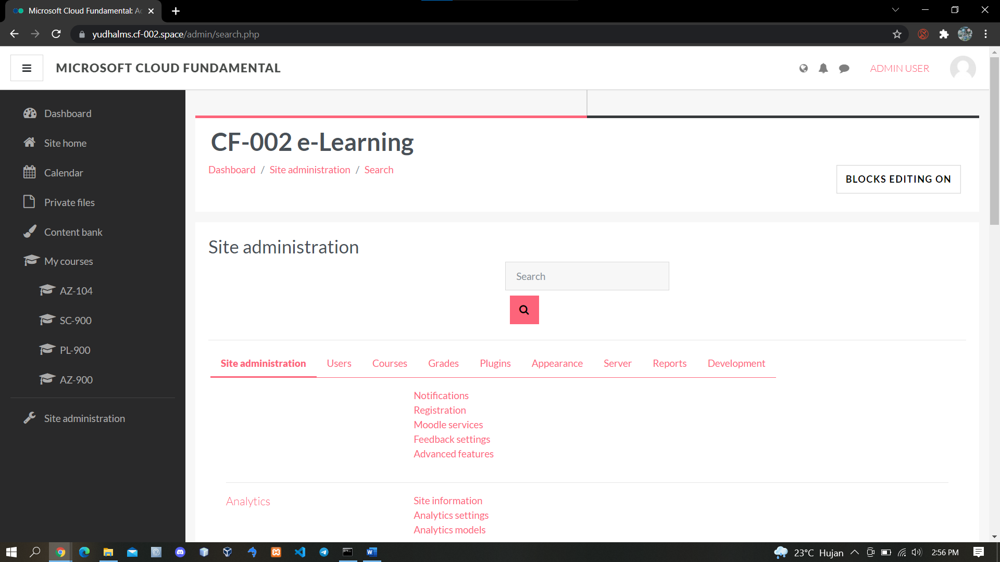 Microsoft Cloud Fundamental: Ac
yudhalms.cf-002.space/admin/search.php
MICROSOFT CLOUD FUNDAMENTAL
ADMIN USER
Dashboard
Site home
Calendar
Private files
Content bank
My courses
AZ-104
SC-900
PL-900
AZ-900
Site administration
CF-002 e-Learning
Dashboard / Site administration / Search
BLOCKS EDITING ON
Site administration
Search
Site administration Users Courses Grades Plugins Appearance Server Reports Development
Notifications
Registration
Moodle services
Feedback settings
Advanced features
Analytics
Site information
Analytics settings
Analytics models
23°C Hujan 2:56 PM